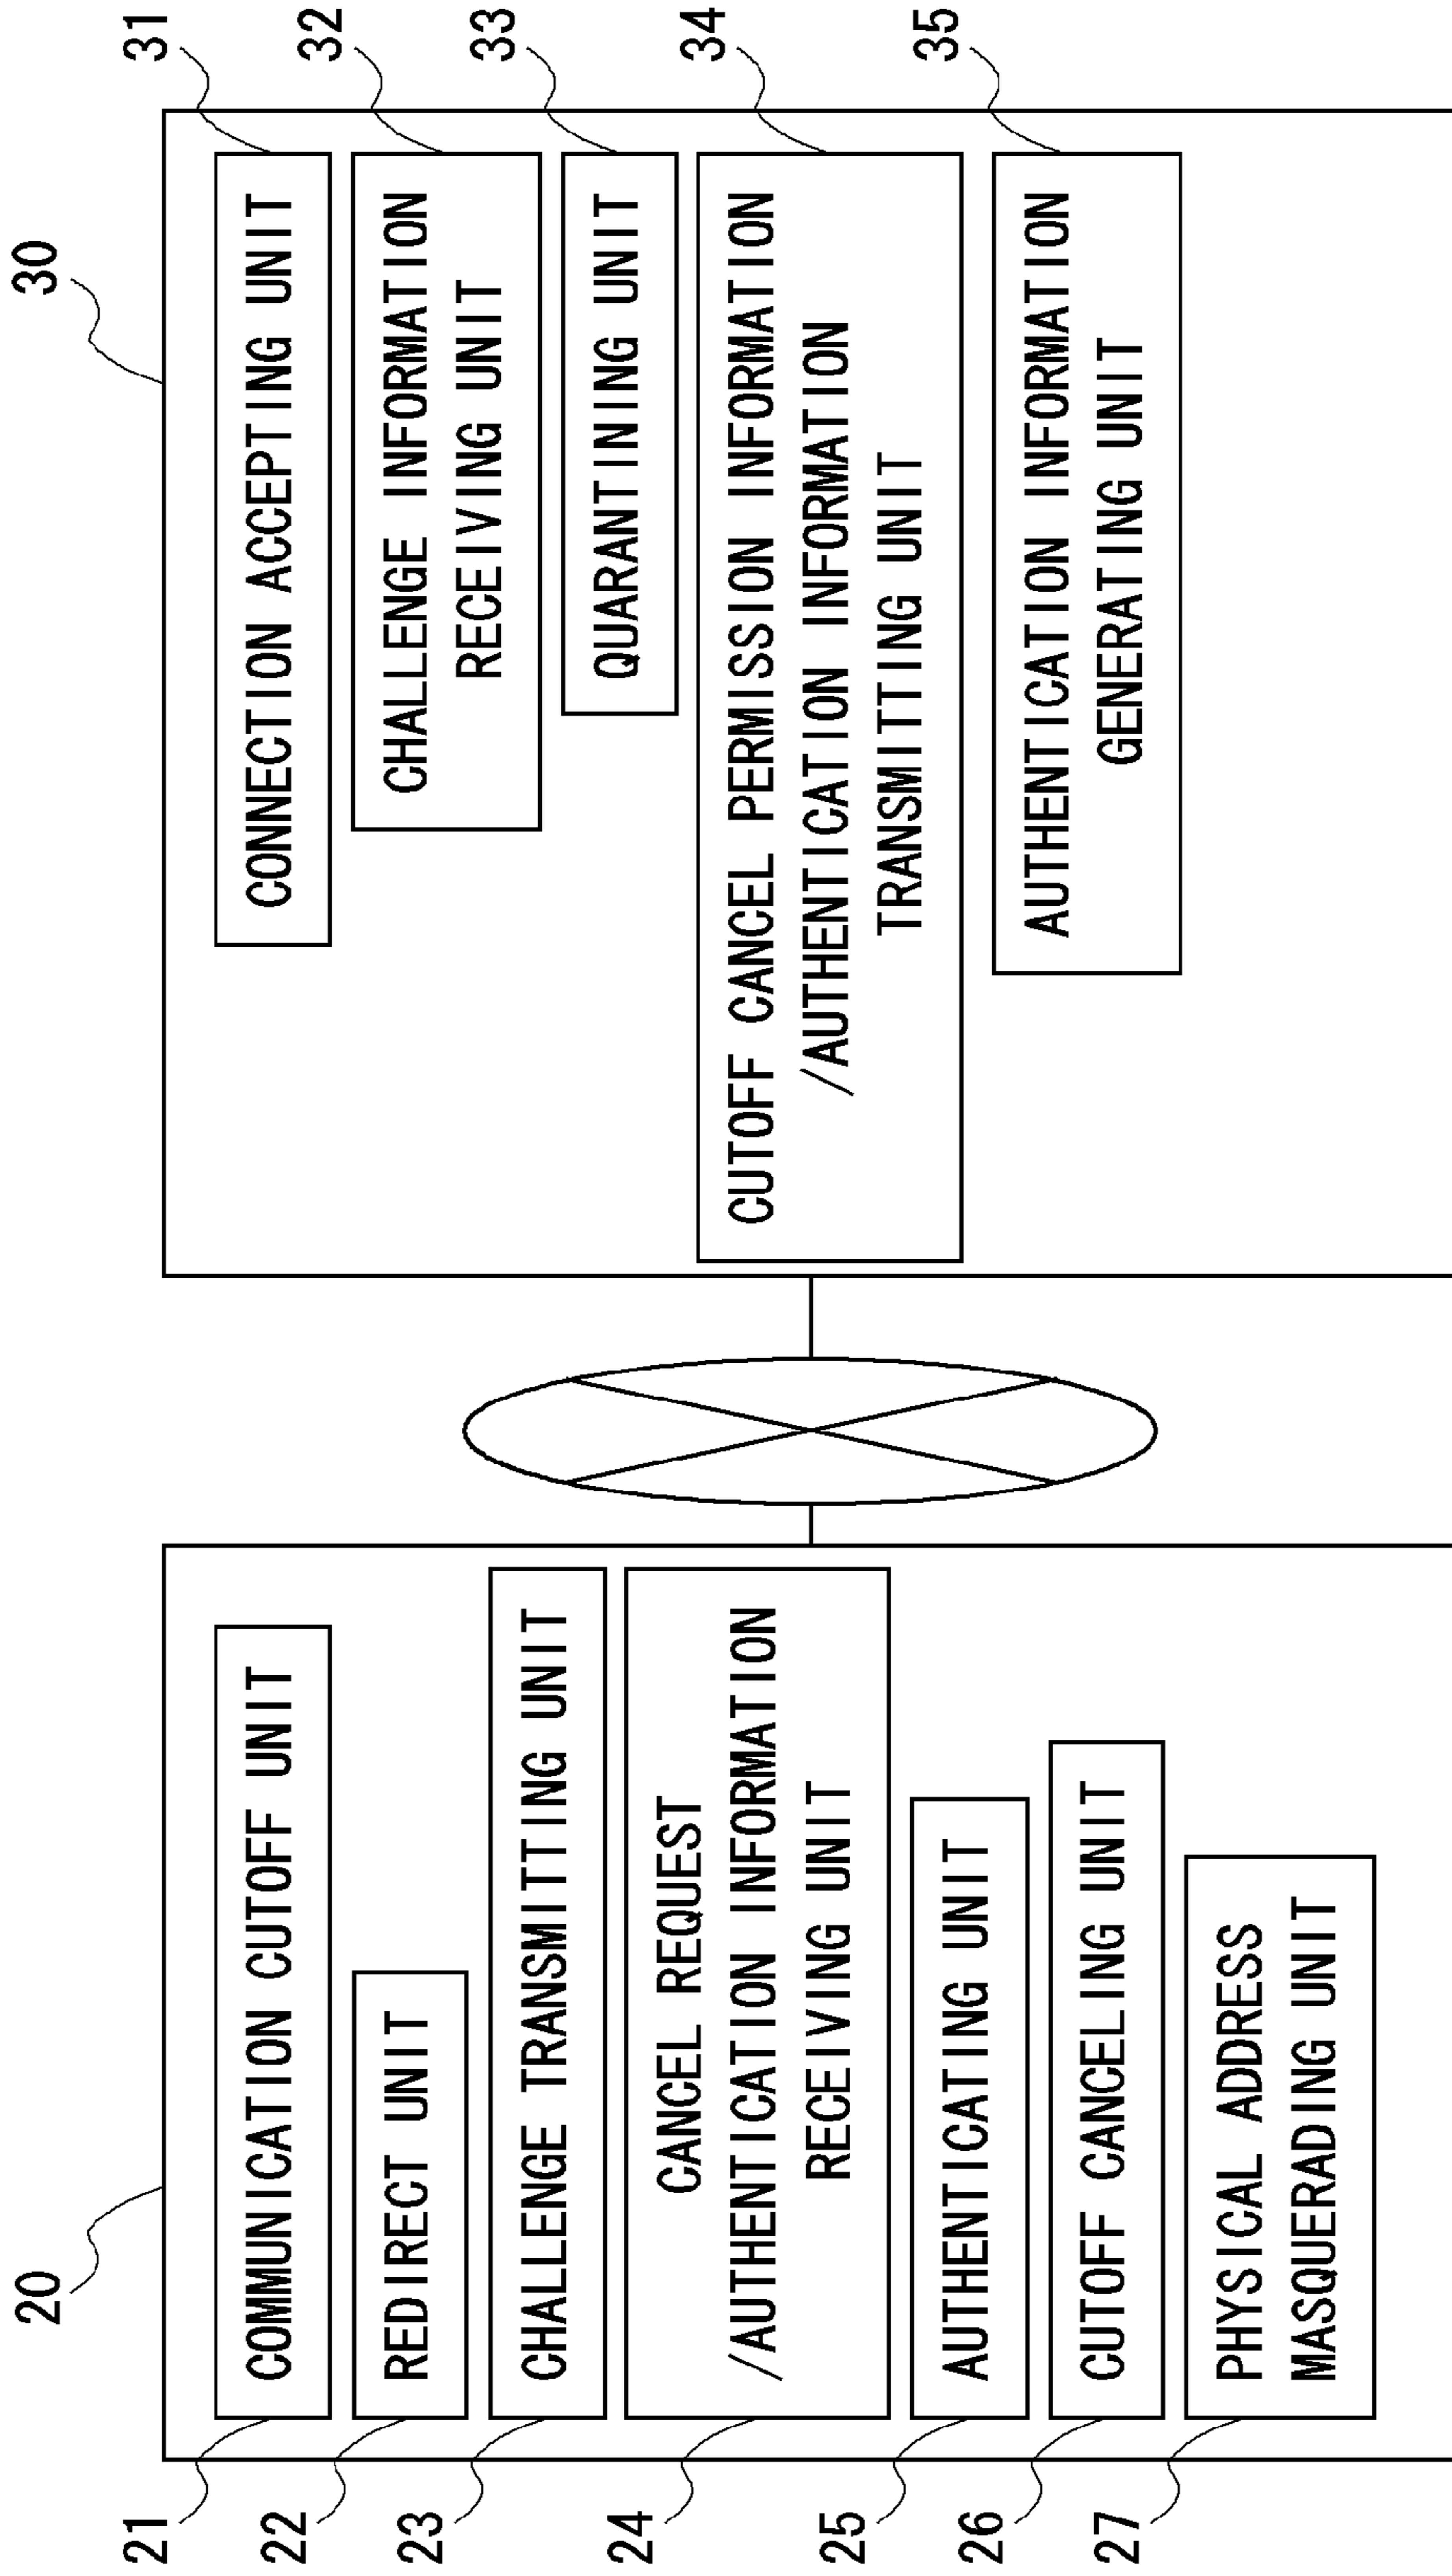 20
21
COMMUNICATION CUTOFF UNIT
22
REDIRECT UNIT
23
CHALLENGE TRANSMITTING UNIT
24
CANCEL REQUEST
/AUTHENTICATION INFORMATION
RECEIVING UNIT
25
AUTHENTICATING UNIT
26
CUTOFF CANCELING UNIT
27
PHYSICAL ADDRESS
MASQUERADING UNIT
30
CONNECTION ACCEPTING UNIT
31
CHALLENGE INFORMATION
RECEIVING UNIT
32
QUARANTINING UNIT
33
CUTOFF CANCEL PERMISSION INFORMATION
/AUTHENTICATION INFORMATION
TRANSMITTING UNIT
34
AUTHENTICATION INFORMATION
GENERATING UNIT
35